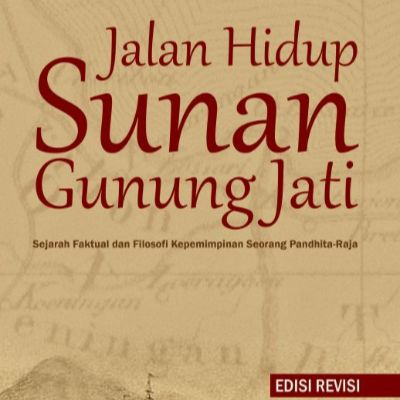 Jalan Hidup
Sunan
Gunung Jati
Sejarah Faktual dan Filosofi Kepemimpinan Seorang Pandhita-Raja
EDISI REVISI